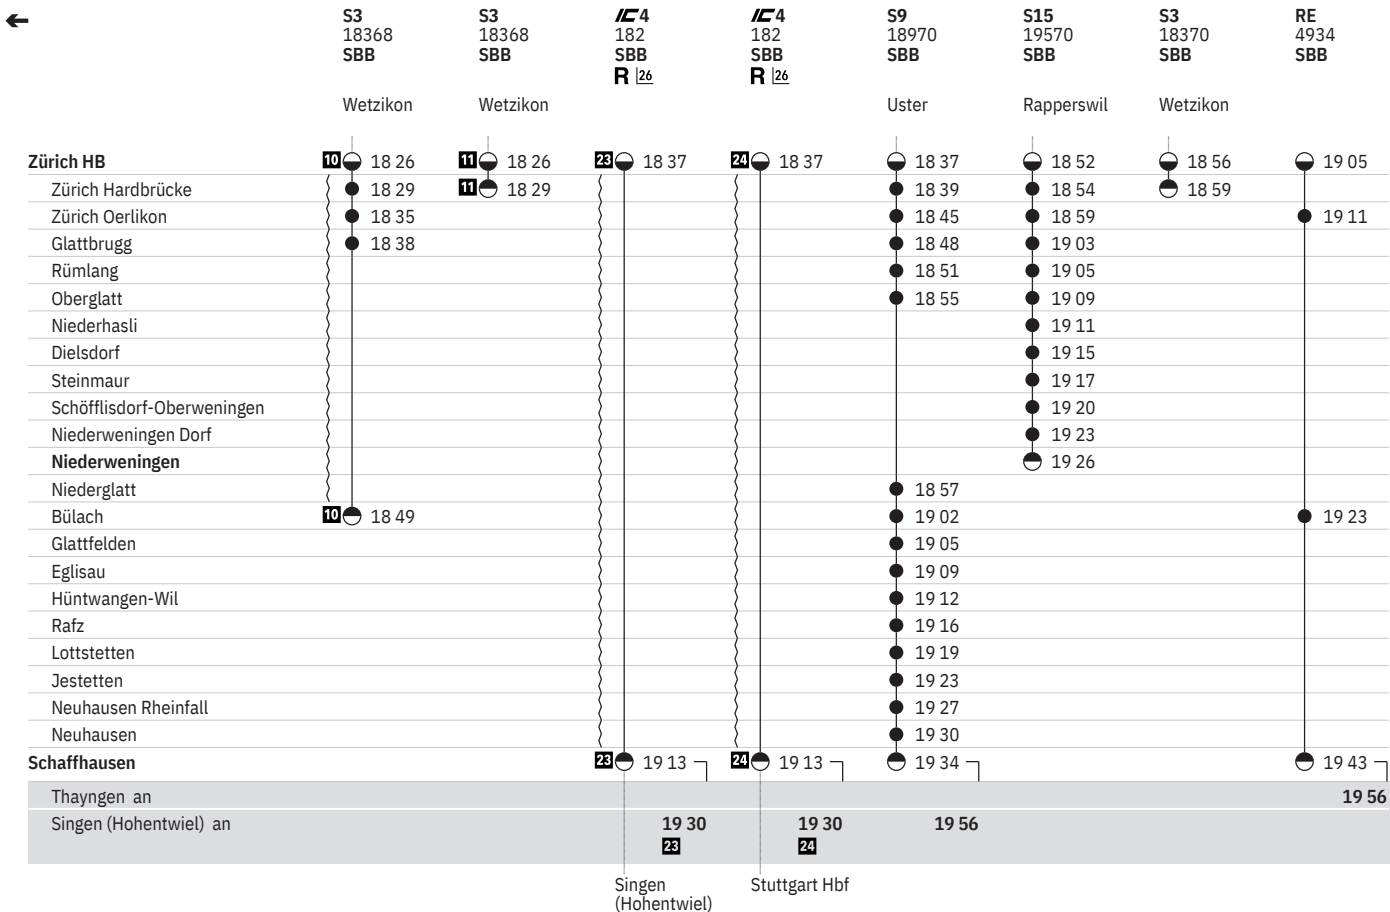 S3 S3 IC4 IC4 S9 S15 S3 RE
18368 18368 182 182 18970 19570 18370 4934
SBB SBB SBB SBB SBB SBB SBB SBB
R 26 R 26
Wetzikon Wetzikon Uster Rapperswil Wetzikon
Zürich HB 10 18 26 11 18 26 23 18 37 24 18 37 18 37 18 52 18 56 19 05
Zürich Hardbrücke 18 29 11 18 29 18 39 18 54 18 59
Zürich Oerlikon 18 35 18 45 18 59 19 11
Glattbrugg 18 38 18 48 19 03
Rümlang 18 51 19 05
Oberglatt 18 55 19 09
Niederhasli 19 11
Dielsdorf 19 15
Steinmaur 19 17
Schöfflisdorf-Oberweningen 19 20
Niederweningen Dorf 19 23
Niederweningen 19 26
Niederglatt 18 57
Bülach 10 18 49 19 02 19 23
Glattfelden 19 05
Eglisau 19 09
Hüntwangen-Wil 19 12
Rafz 19 16
Lottstetten 19 19
Jestetten 19 23
Neuhausen Rheinfall 19 27
Neuhausen 19 30
Schaffhausen 23 19 13 24 19 13 19 34 19 43
Thayngen an 19 56
Singen (Hohentwiel) an 19 30 19 30 19 56
23 24
Singen Stuttgart Hbf
(Hohentwiel)